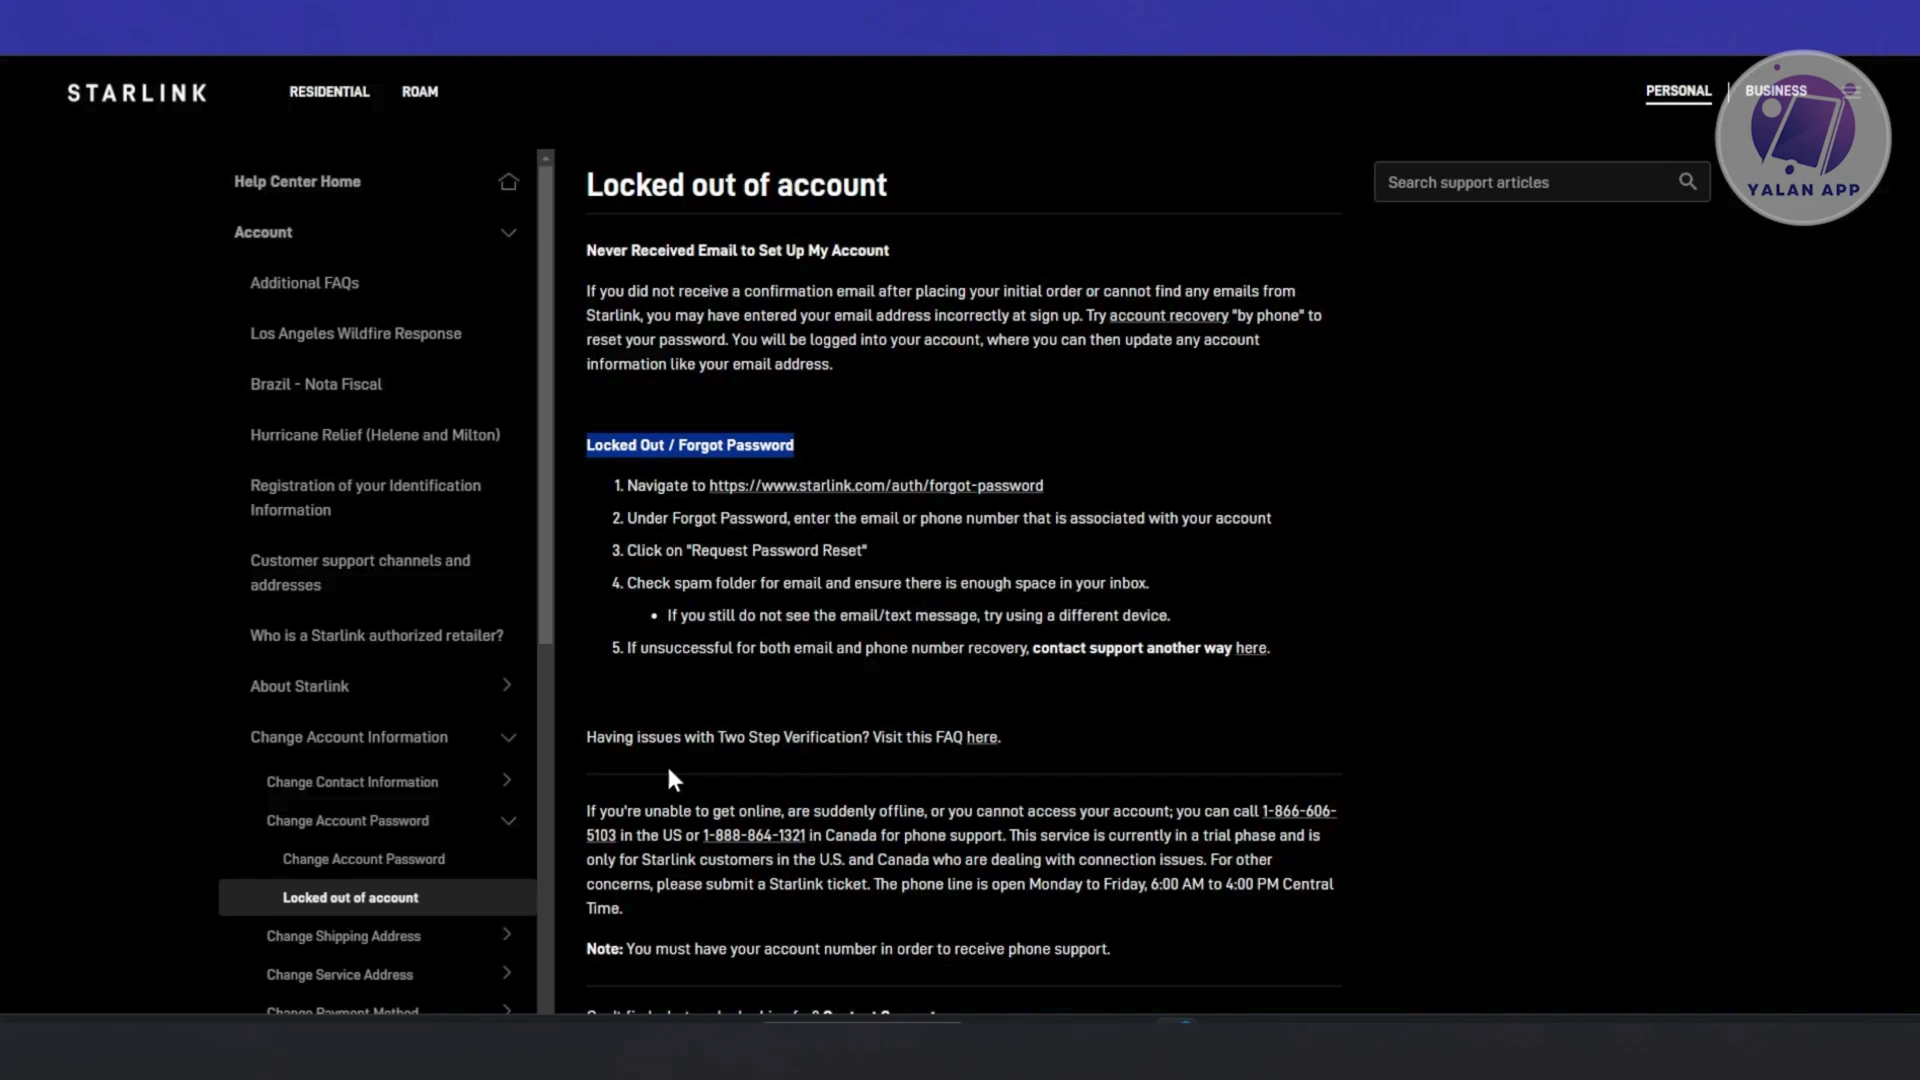 STARLINK
RESIDENTIAL
ROAM
PERSONAL
BUSINESS
YALAN APP
Help Center Home
Account
Additional FAQs
Los Angeles Wildfire Response
Brazil - Nota Fiscal
Hurricane Relief (Helene and Milton)
Registration of your Identification
Information
Customer support channels and
addresses
Who is a Starlink authorized retailer?
About Starlink
Change Account Information
Change Contact Information
Change Account Password
Change Account Password
Locked out of account
Change Shipping Address
Change Service Address
Change Payment Method
Locked out of account
Never Received Email to Set Up My Account
If you did not receive a confirmation email after placing your initial order or cannot find any emails from
Starlink, you may have entered your email address incorrectly at sign up. Try account recovery "by phone" to
reset your password. You will be logged into your account, where you can then update any account
information like your email address.
Locked Out / Forgot Password
1. Navigate to https://www.starlink.com/auth/forgot-password
2. Under Forgot Password, enter the email or phone number that is associated with your account
3. Click on "Request Password Reset"
4. Check spam folder for email and ensure there is enough space in your inbox.
• If you still do not see the email/text message, try using a different device.
5. If unsuccessful for both email and phone number recovery, contact support another way here.
Having issues with Two Step Verification? Visit this FAQ here.
If you're unable to get online, are suddenly offline, or you cannot access your account; you can call 1-866-606-
5103 in the US or 1-888-864-1321 in Canada for phone support. This service is currently in a trial phase and is
only for Starlink customers in the U.S. and Canada who are dealing with connection issues. For other
concerns, please submit a Starlink ticket. The phone line is open Monday to Friday, 6:00 AM to 4:00 PM Central
Time.
Note: You must have your account number in order to receive phone support.
Search support articles